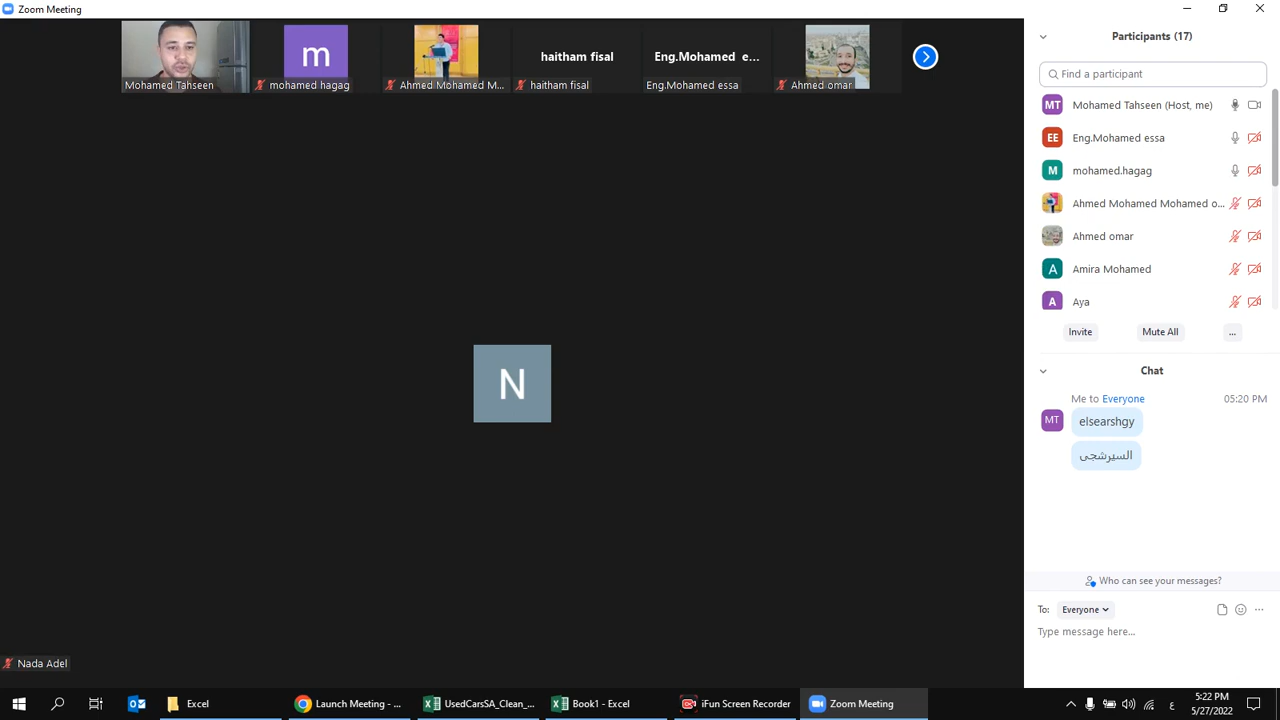 Zoom Meeting
m
haitham fisal
Eng.Mohamed e...
Mohamed Tahseen
mohamed hagag
Ahmed Mohamed M...
haitham fisal
Eng.Mohamed essa
Ahmed omar
N
Nada Adel
Participants (17)
Find a participant
MT Mohamed Tahseen (Host, me)
EE Eng.Mohamed essa
M mohamed.hagag
Ahmed Mohamed Mohamed o...
Ahmed omar
A Amira Mohamed
A Aya
Invite Mute All ...
Chat
Me to Everyone 05:20 PM
MT elsearshgy
السيرشجى
Who can see your messages?
To: Everyone
Type message here...
Excel
Launch Meeting - ...
UsedCarsSA_Clean_...
Book1 - Excel
iFun Screen Recorder
Zoom Meeting
ع
5:22 PM
5/27/2022